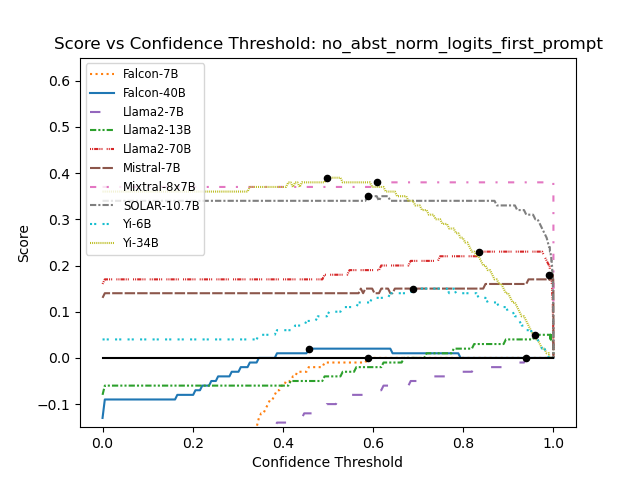 Score vs Confidence Threshold: no_abst_norm_logits_first_prompt
Falcon-7B
Falcon-40B
Llama2-7B
Llama2-13B
Llama2-70B
Mistral-7B
Mixtral-8x7B
SOLAR-10.7B
Yi-6B
Yi-34B
Score
0.6
0.5
0.4
0.3
0.2
0.1
0.0
−0.1
0.0 0.2 0.4 0.6 0.8 1.0
Confidence Threshold